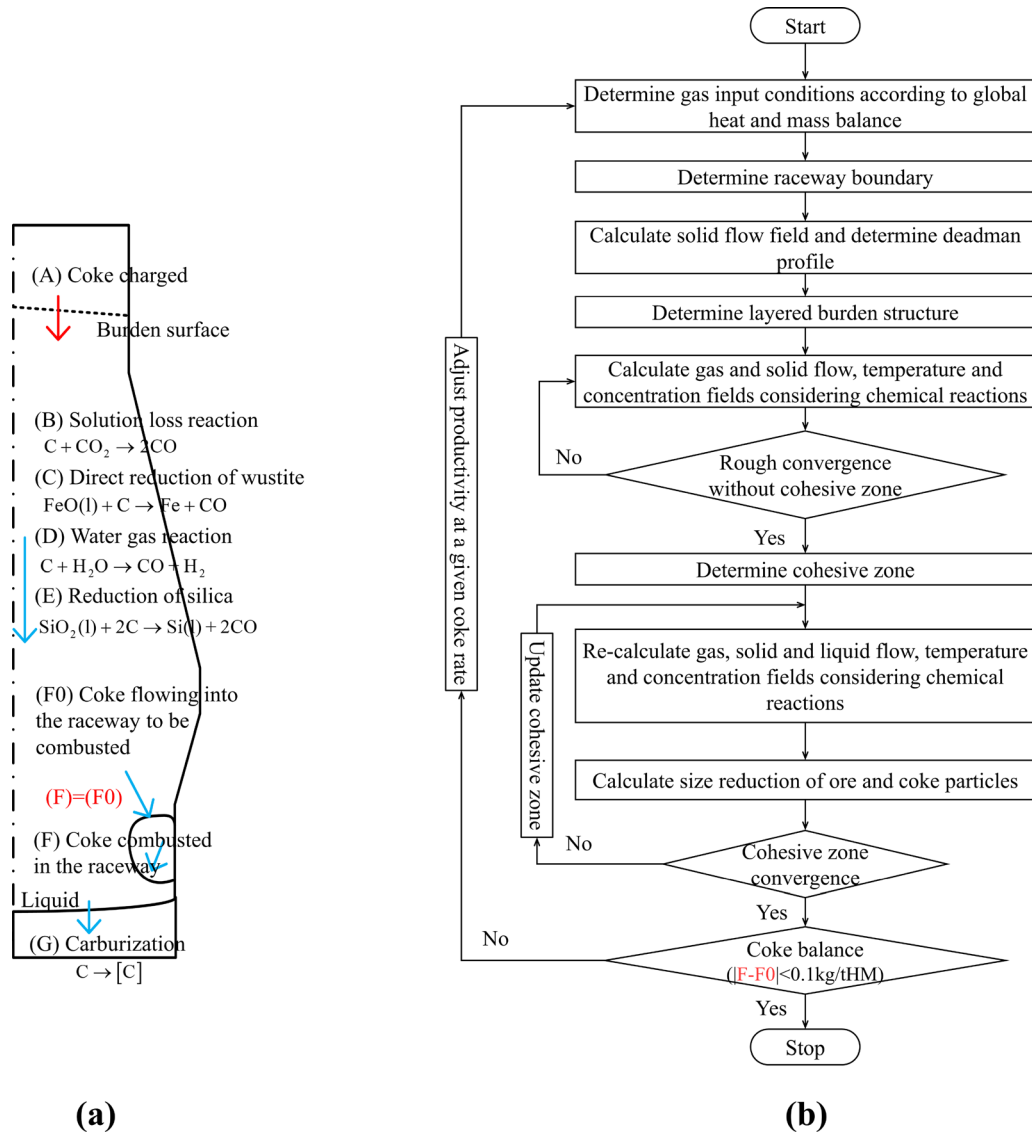 (A) Coke charged
Burden surface
(B) Solution loss reaction
C + CO₂ → 2CO
(C) Direct reduction of wustite
FeO(l) + C → Fe + CO
(D) Water gas reaction
C + H₂O → CO + H₂
(E) Reduction of silica
SiO₂(l) + 2C → Si(l) + 2CO
(F0) Coke flowing into
the raceway to be
combusted
(F)=(F0)
(F) Coke combusted
in the raceway
Liquid
(G) Carburization
C → [C]
(a)
Start
Determine gas input conditions according to global
heat and mass balance
Determine raceway boundary
Calculate solid flow field and determine deadman
profile
Determine layered burden structure
Calculate gas and solid flow, temperature and
concentration fields considering chemical reactions
No
Rough convergence
without cohesive zone
Yes
Determine cohesive zone
Adjust productivity at a given coke rate
Update cohesive zone
Re-calculate gas, solid and liquid flow, temperature
and concentration fields considering chemical
reactions
Calculate size reduction of ore and coke particles
No
Cohesive zone
convergence
Yes
No
Coke balance
(|F-F0|<0.1kg/tHM)
Yes
Stop
(b)